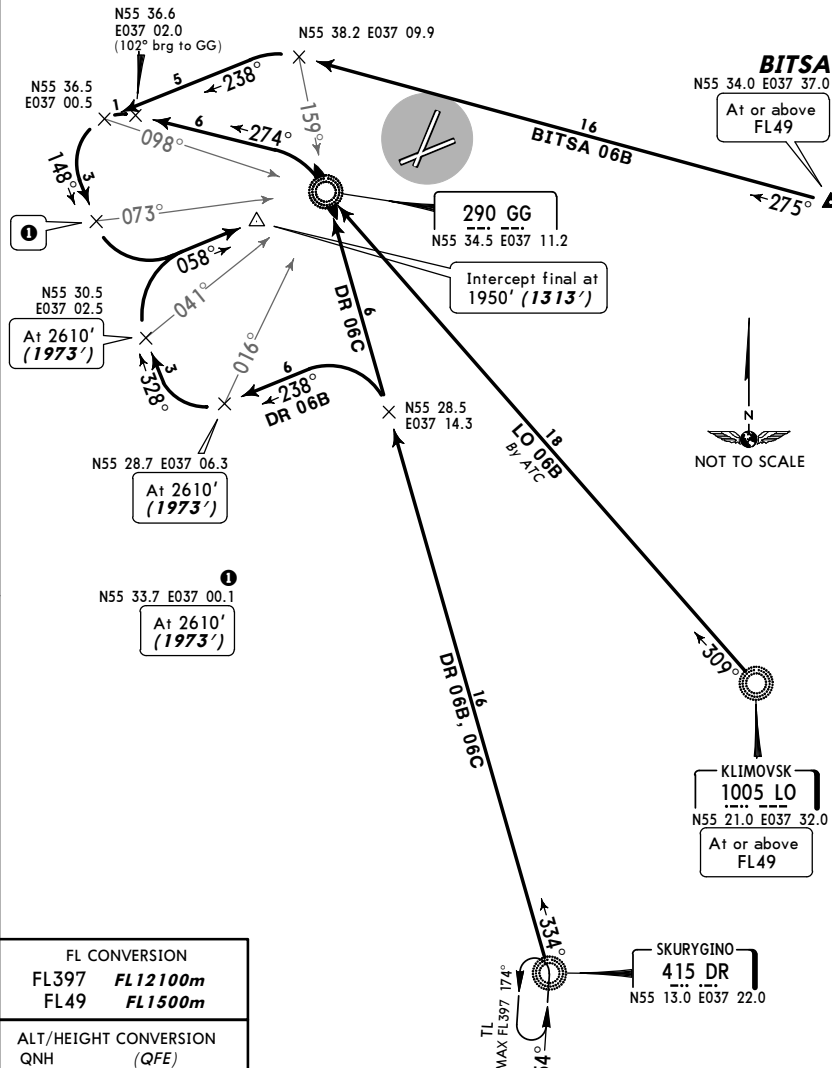 N55 36.6
E037 02.0
(102° brg to GG)
N55 38.2 E037 09.9
BITSA
N55 34.0 E037 37.0
At or above
FL49
N55 36.5
E037 00.5
5
238°
1
6
274°
098°
159°
16
BITSA 06B
275°
148°
3
073°
❶
058°
290 GG
N55 34.5 E037 11.2
Intercept final at
1950' (1313')
N55 30.5
E037 02.5
At 2610'
(1973')
041°
016°
3
328°
6
238°
DR 06B
6
DR 06C
N55 28.5
E037 14.3
18
LO 06B
By ATC
N
NOT TO SCALE
N55 28.7 E037 06.3
At 2610'
(1973')
❶
N55 33.7 E037 00.1
At 2610'
(1973')
309°
16
DR 06B, 06C
KLIMOVSK
1005 LO
N55 21.0 E037 32.0
At or above
FL49
334°
SKURYGINO
415 DR
N55 13.0 E037 22.0
TL
MAX FL397 174°
FL CONVERSION
FL397 FL12100m
FL49 FL1500m
ALT/HEIGHT CONVERSION
QNH (QFE)